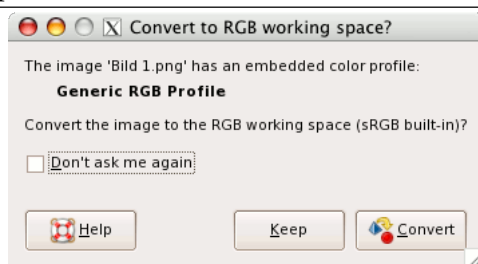 Convert to RGB working space?
The image 'Bild 1.png' has an embedded color profile:
Generic RGB Profile
Convert the image to the RGB working space (sRGB built-in)?
Don't ask me again
Help
Keep
Convert